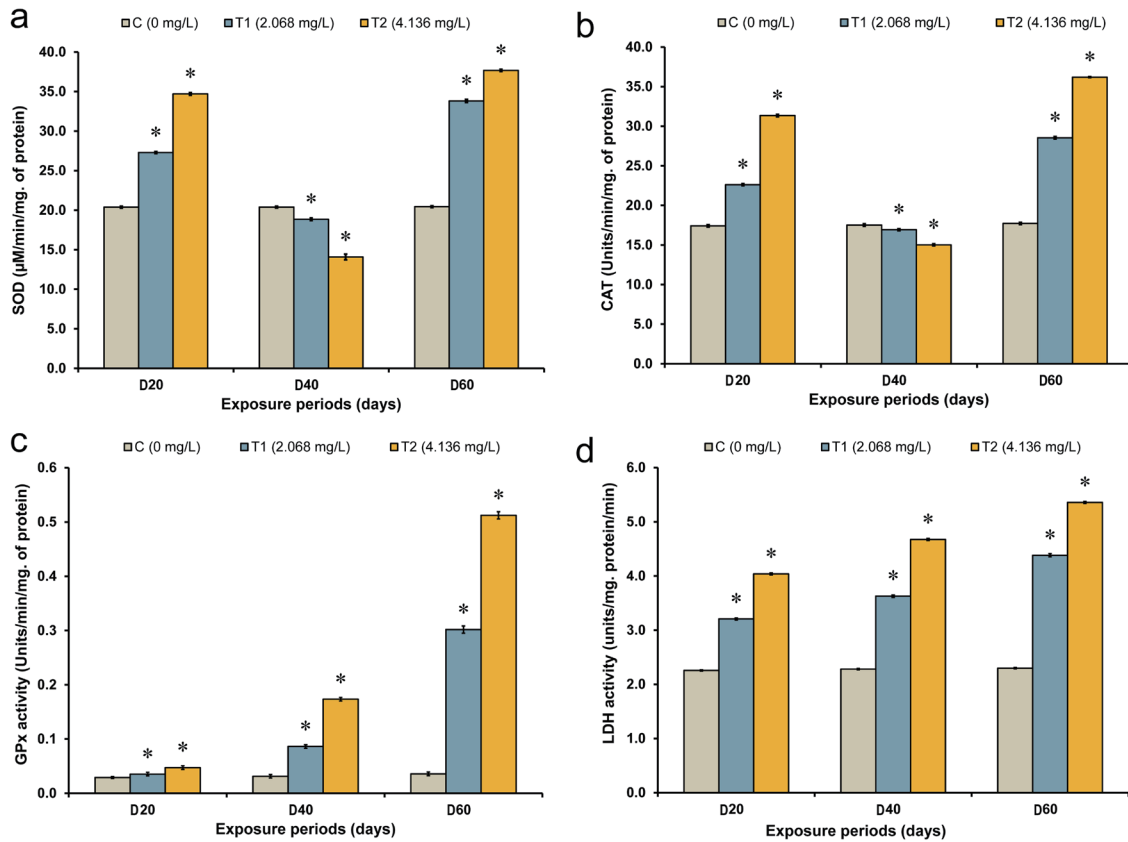 a
C (0 mg/L) T1 (2.068 mg/L) T2 (4.136 mg/L)
SOD (µM/min/mg. of protein)
40.0
35.0
30.0
25.0
20.0
15.0
10.0
5.0
0.0
* * * * * *
D20 D40 D60
Exposure periods (days)
b
C (0 mg/L) T1 (2.068 mg/L) T2 (4.136 mg/L)
CAT (Units/min/mg. of protein)
40.0
35.0
30.0
25.0
20.0
15.0
10.0
5.0
0.0
* * * * * *
D20 D40 D60
Exposure periods (days)
c
C (0 mg/L) T1 (2.068 mg/L) T2 (4.136 mg/L)
GPx activity (Units/min/mg. of protein)
0.6
0.5
0.4
0.3
0.2
0.1
0.0
* * * * * *
D20 D40 D60
Exposure periods (days)
d
C (0 mg/L) T1 (2.068 mg/L) T2 (4.136 mg/L)
LDH activity (units/mg. protein/min)
6.0
5.0
4.0
3.0
2.0
1.0
0.0
* * * * * *
D20 D40 D60
Exposure periods (days)